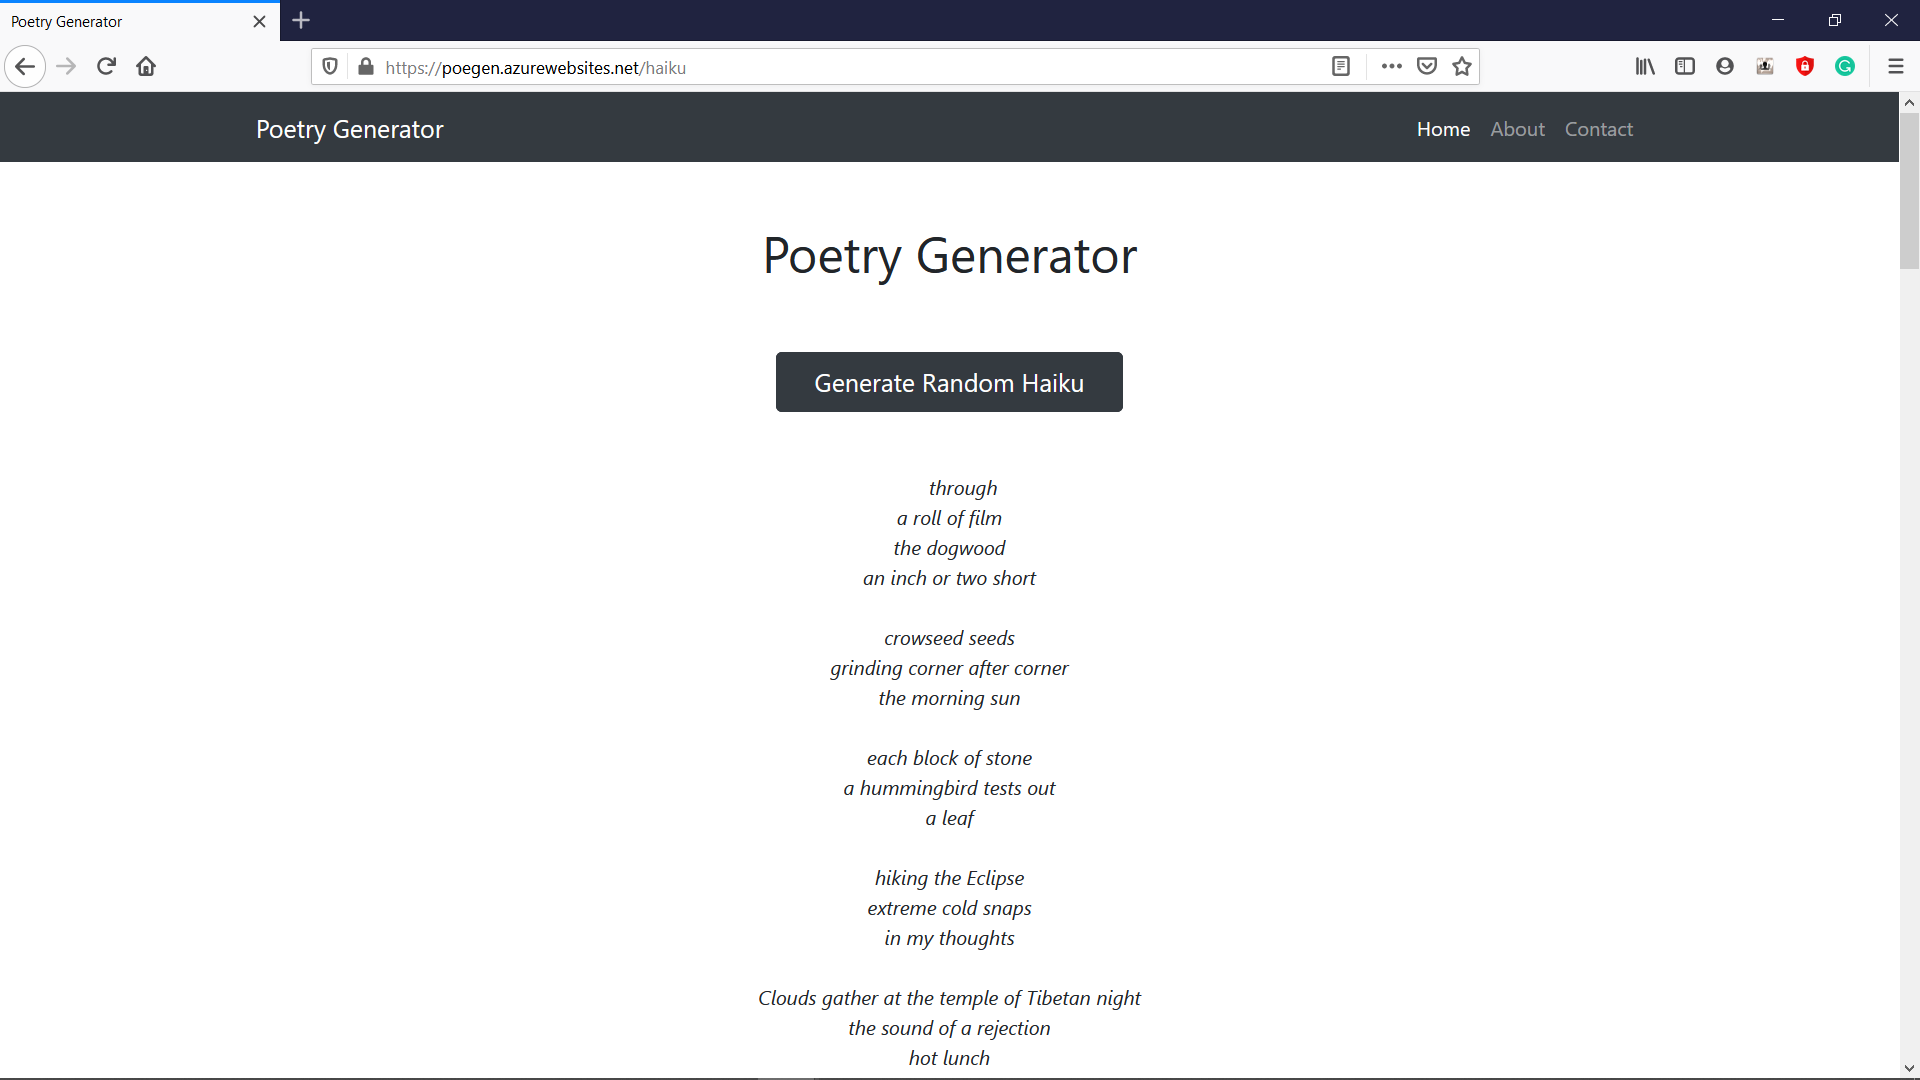 Poetry Generator
https://poegen.azurewebsites.net/haiku
Poetry Generator
Home About Contact
Poetry Generator
Generate Random Haiku
through
a roll of film
the dogwood
an inch or two short
crowseed seeds
grinding corner after corner
the morning sun
each block of stone
a hummingbird tests out
a leaf
hiking the Eclipse
extreme cold snaps
in my thoughts
Clouds gather at the temple of Tibetan night
the sound of a rejection
hot lunch